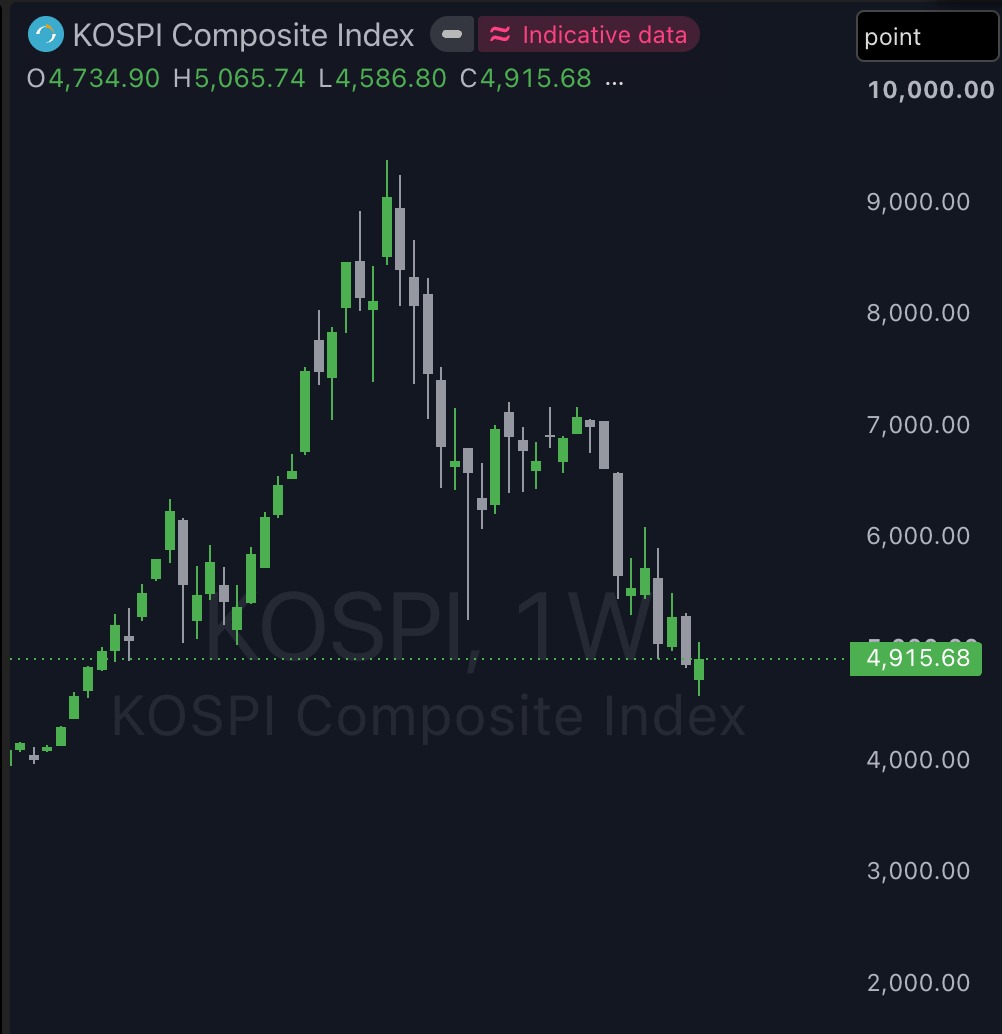 KOSPI Composite Index
Indicative data
point
O4,734.90 H5,065.74 L4,586.80 C4,915.68 ...
10,000.00
9,000.00
8,000.00
7,000.00
6,000.00
4,915.68
4,000.00
3,000.00
2,000.00
KOSPI, 1W
KOSPI Composite Index